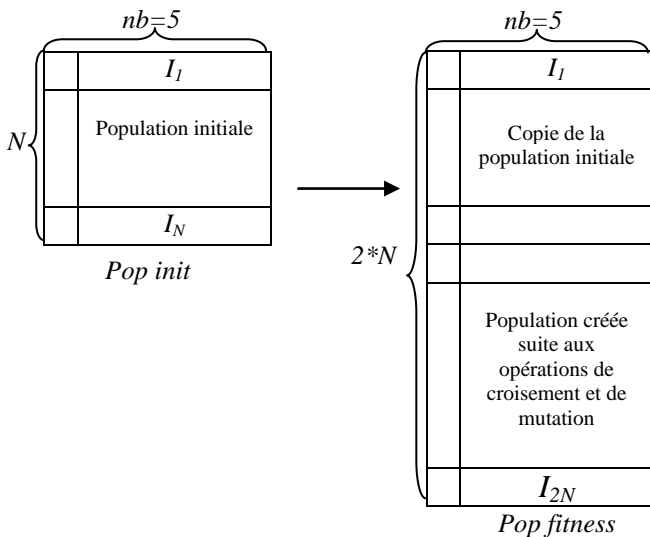 nb=5
I1
Population initiale
N
IN
Pop init
nb=5
I1
Copie de la
population initiale
2*N
Population créée
suite aux
opérations de
croisement et de
mutation
I2N
Pop fitness